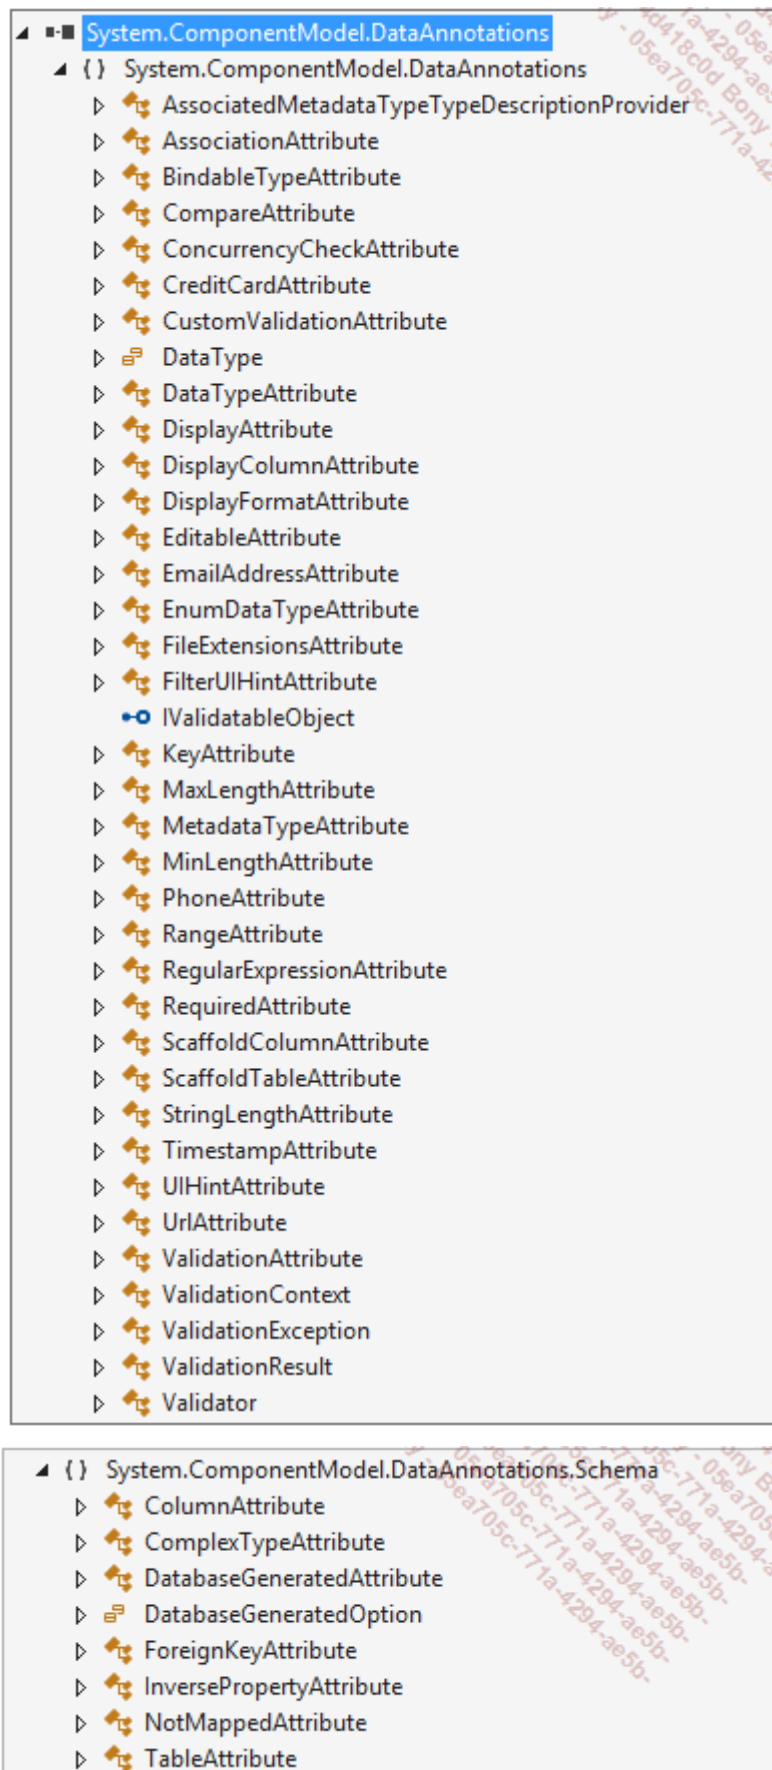 System.ComponentModel.DataAnnotations
{ } System.ComponentModel.DataAnnotations
AssociatedMetadataTypeTypeDescriptionProvider
AssociationAttribute
BindableTypeAttribute
CompareAttribute
ConcurrencyCheckAttribute
CreditCardAttribute
CustomValidationAttribute
DataType
DataTypeAttribute
DisplayAttribute
DisplayColumnAttribute
DisplayFormatAttribute
EditableAttribute
EmailAddressAttribute
EnumDataTypeAttribute
FileExtensionsAttribute
FilterUIHintAttribute
IValidatableObject
KeyAttribute
MaxLengthAttribute
MetadataTypeAttribute
MinLengthAttribute
PhoneAttribute
RangeAttribute
RegularExpressionAttribute
RequiredAttribute
ScaffoldColumnAttribute
ScaffoldTableAttribute
StringLengthAttribute
TimestampAttribute
UIHintAttribute
UrlAttribute
ValidationAttribute
ValidationContext
ValidationException
ValidationResult
Validator
{ } System.ComponentModel.DataAnnotations.Schema
ColumnAttribute
ComplexTypeAttribute
DatabaseGeneratedAttribute
DatabaseGeneratedOption
ForeignKeyAttribute
InversePropertyAttribute
NotMappedAttribute
TableAttribute